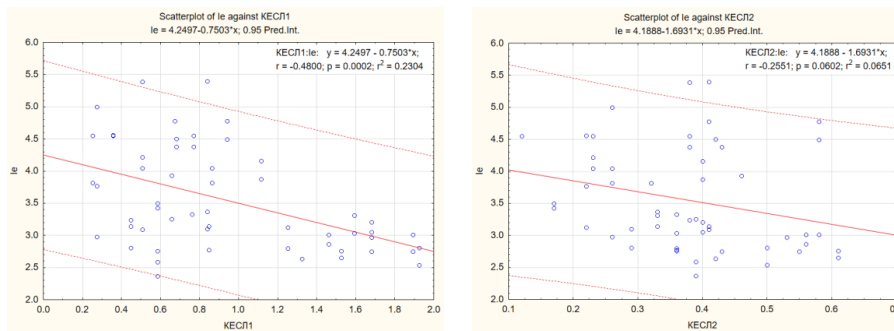 Scatterplot of Ie against КЕСЛ1
Ie = 4.2497-0.7503*x; 0.95 Pred.Int.
КЕСЛ1:Ie: y = 4.2497 - 0.7503*x;
r = -0.4800; p = 0.0002; r² = 0.2304
6.0
5.5
5.0
4.5
4.0
3.5
3.0
2.5
2.0
Ie
0.0 0.2 0.4 0.6 0.8 1.0 1.2 1.4 1.6 1.8 2.0
КЕСЛ1
Scatterplot of Ie against КЕСЛ2
Ie = 4.1888-1.6931*x; 0.95 Pred.Int.
КЕСЛ2:Ie: y = 4.1888 - 1.6931*x;
r = -0.2551; p = 0.0602; r² = 0.0651
6.0
5.5
5.0
4.5
4.0
3.5
3.0
2.5
2.0
Ie
0.1 0.2 0.3 0.4 0.5 0.6 0.7
КЕСЛ2